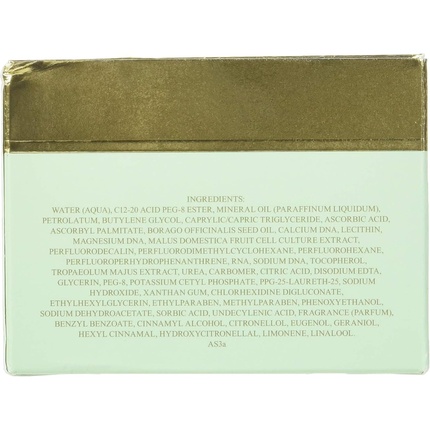 INGREDIENTS:
WATER (AQUA), C12-20 ACID PEG-8 ESTER, MINERAL OIL (PARAFFINUM LIQUIDUM),
PETROLATUM, BUTYLENE GLYCOL, CAPRYLIC/CAPRIC TRIGLYCERIDE, ASCORBIC ACID,
ASCORBYL PALMITATE, BORAGO OFFICINALIS SEED OIL, CALCIUM DNA, LECITHIN,
MAGNESIUM DNA, MALUS DOMESTICA FRUIT CELL CULTURE EXTRACT,
PERFLUORODECALIN, PERFLUORODIMETHYLCYCLOHEXANE, PERFLUOROHEXANE,
PERFLUOROPERHYDROPHENANTHRENE, RNA, SODIUM DNA, TOCOPHEROL,
TROPAEOLUM MAJUS EXTRACT, UREA, CARBOMER, CITRIC ACID, DISODIUM EDTA,
GLYCERIN, PEG-8, POTASSIUM CETYL PHOSPHATE, PPG-25-LAURETH-25, SODIUM
HYDROXIDE, XANTHAN GUM, CHLORHEXIDINE DIGLUCONATE,
ETHYLHEXYLGLYCERIN, ETHYLPARABEN, METHYLPARABEN, PHENOXYETHANOL,
SODIUM DEHYDROACETATE, SORBIC ACID, UNDECYLENIC ACID, FRAGRANCE (PARFUM),
BENZYL BENZOATE, CINNAMYL ALCOHOL, CITRONELLOL, EUGENOL, GERANIOL,
HEXYL CINNAMAL, HYDROXYCITRONELLAL, LIMONENE, LINALOOL.
AS3a